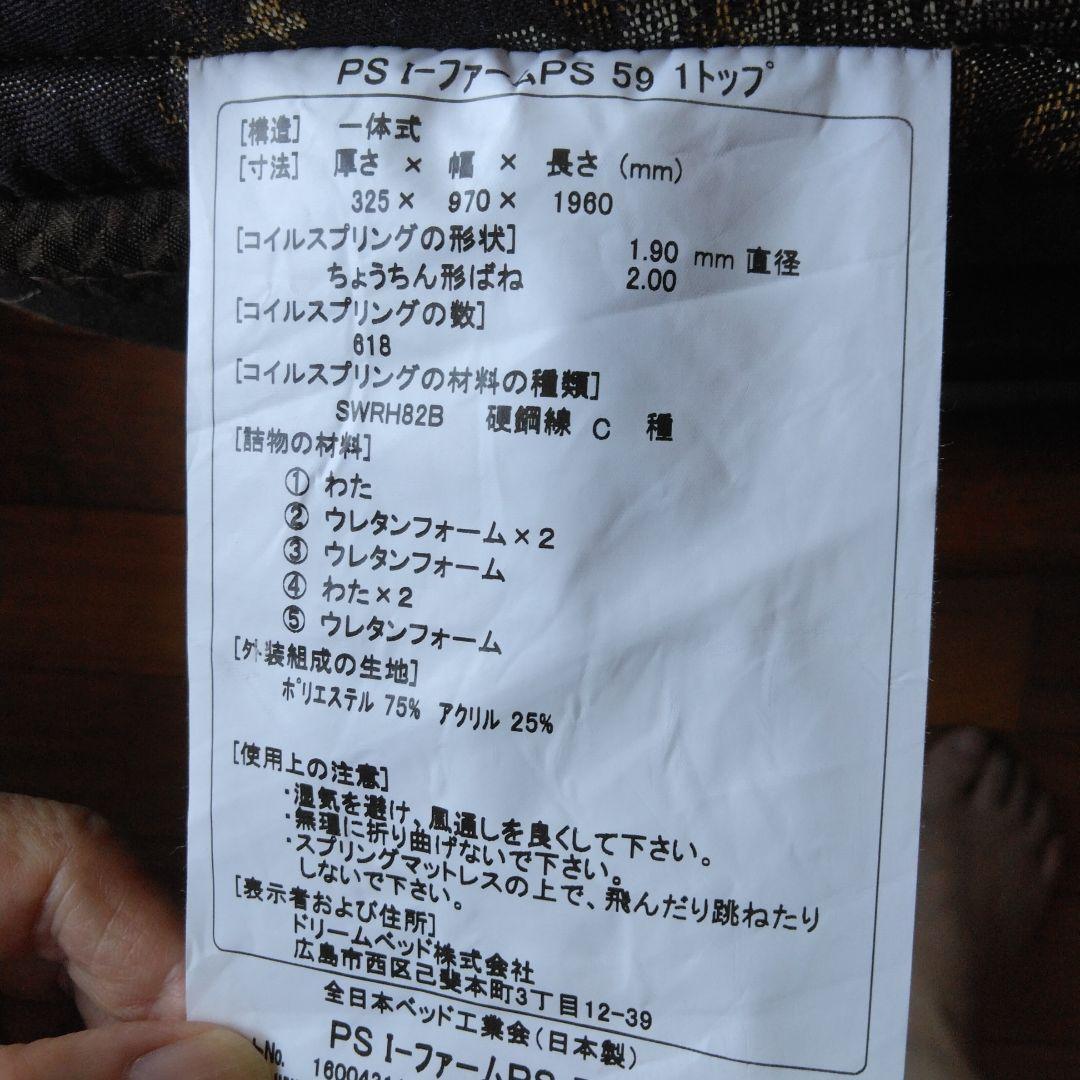 PS I-ファームPS 59 1トップ
[構造] 一体式
[寸法] 厚さ × 幅 × 長さ (mm)
325 × 970 × 1960
[コイルスプリングの形状] 1.90 mm 直径
ちょうちん形ばね 2.00
[コイルスプリングの数]
618
[コイルスプリングの材料の種類]
SWRH82B 硬鋼線 C 種
[詰物の材料]
① わた
② ウレタンフォーム×2
③ ウレタンフォーム
④ わた×2
⑤ ウレタンフォーム
[外装組成の生地]
ポリエステル 75% アクリル 25%
[使用上の注意]
・湿気を避け、風通しを良くして下さい。
・無理に折り曲げないで下さい。
・スプリングマットレスの上で、飛んだり跳ねたり
しないで下さい。
[表示者および住所]
ドリームベッド株式会社
広島市西区己斐本町3丁目12-39
全日本ベッド工業会(日本製)
PS I-ファームPS
No.